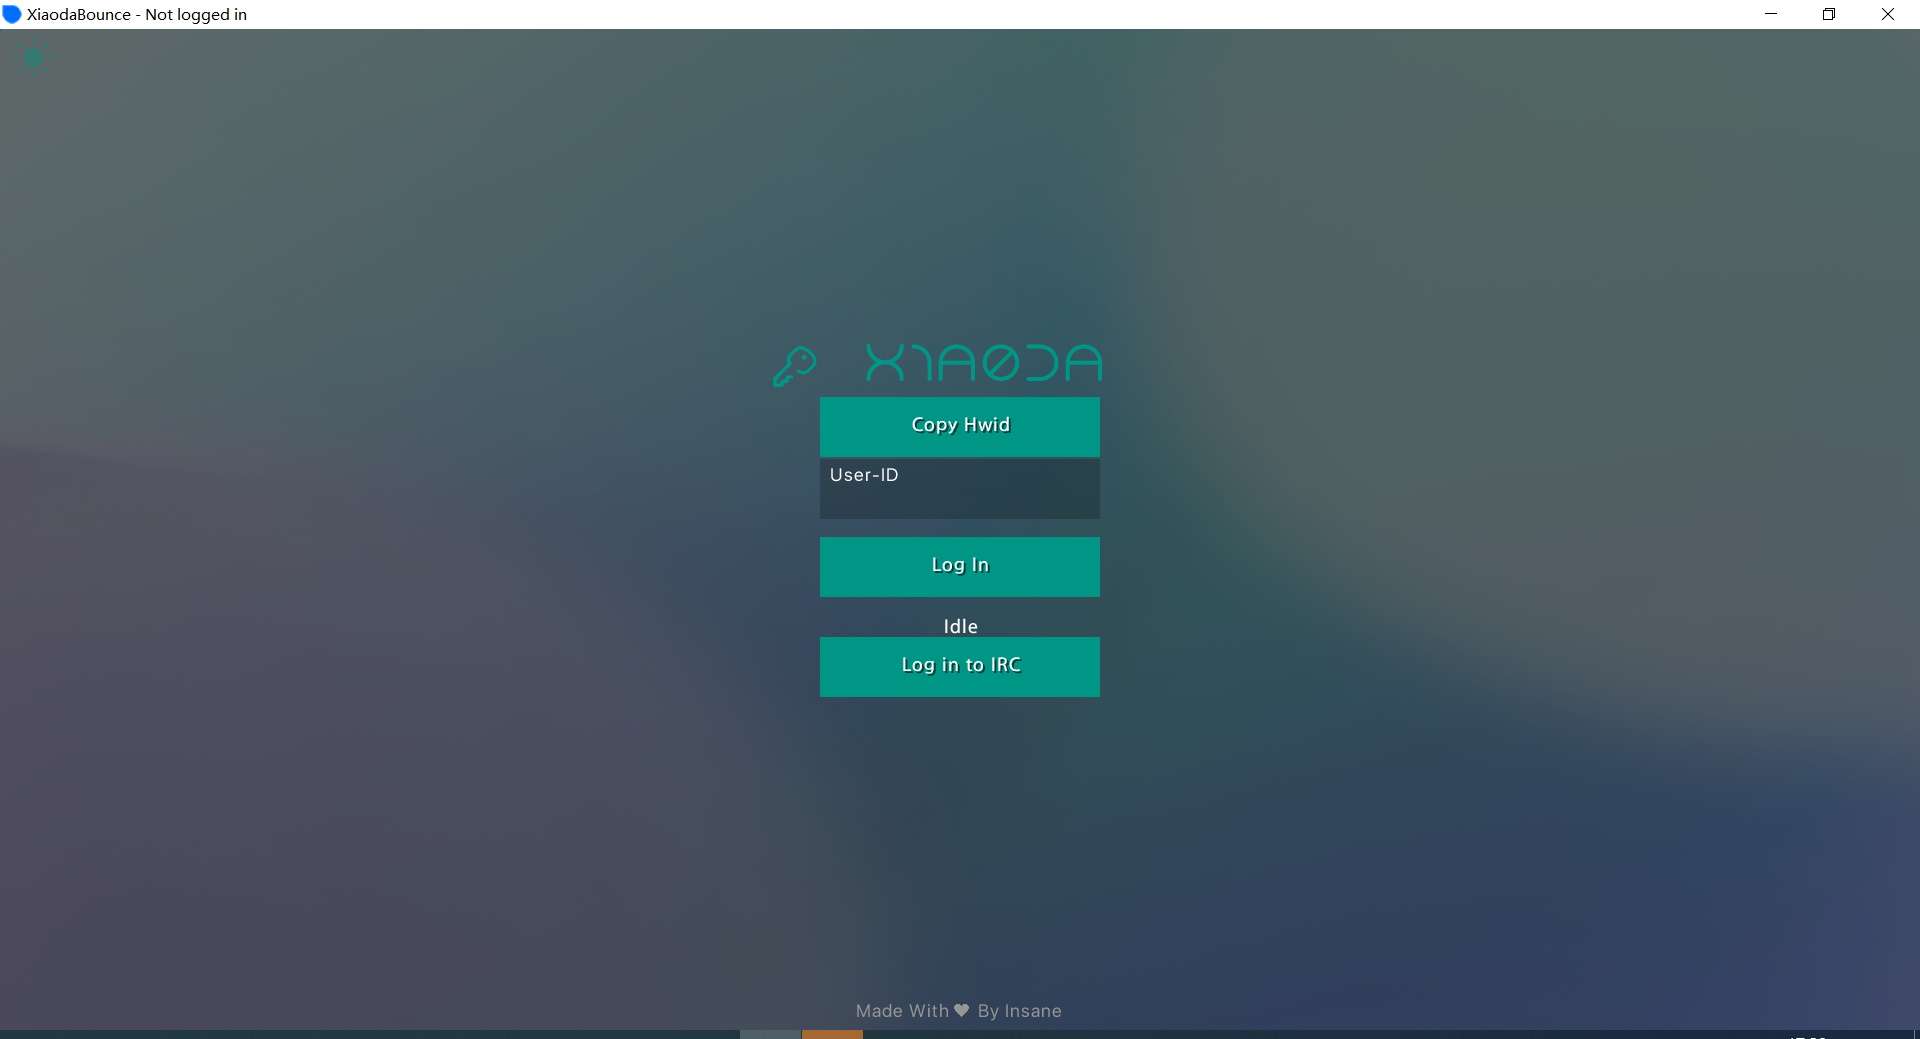 XiaodaBounce - Not logged in
XIAODA
Copy Hwid
User-ID
Log In
Idle
Log in to IRC
Made With ♥ By Insane